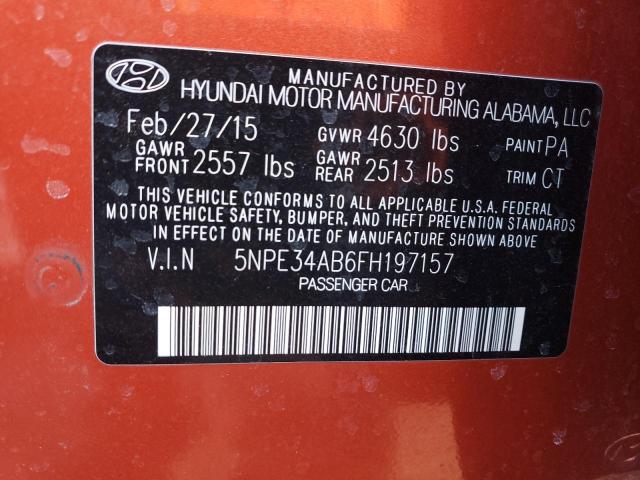 MANUFACTURED BY
HYUNDAI MOTOR MANUFACTURING ALABAMA, LLC
Feb/27/15 GVWR 4630 lbs PAINT PA
GAWR FRONT 2557 lbs GAWR REAR 2513 lbs TRIM CT
THIS VEHICLE CONFORMS TO ALL APPLICABLE U.S.A. FEDERAL
MOTOR VEHICLE SAFETY, BUMPER, AND THEFT PREVENTION STANDARDS
IN EFFECT ON THE DATE OF MANUFACTURE SHOWN ABOVE
V.I.N 5NPE34AB6FH197157
PASSENGER CAR